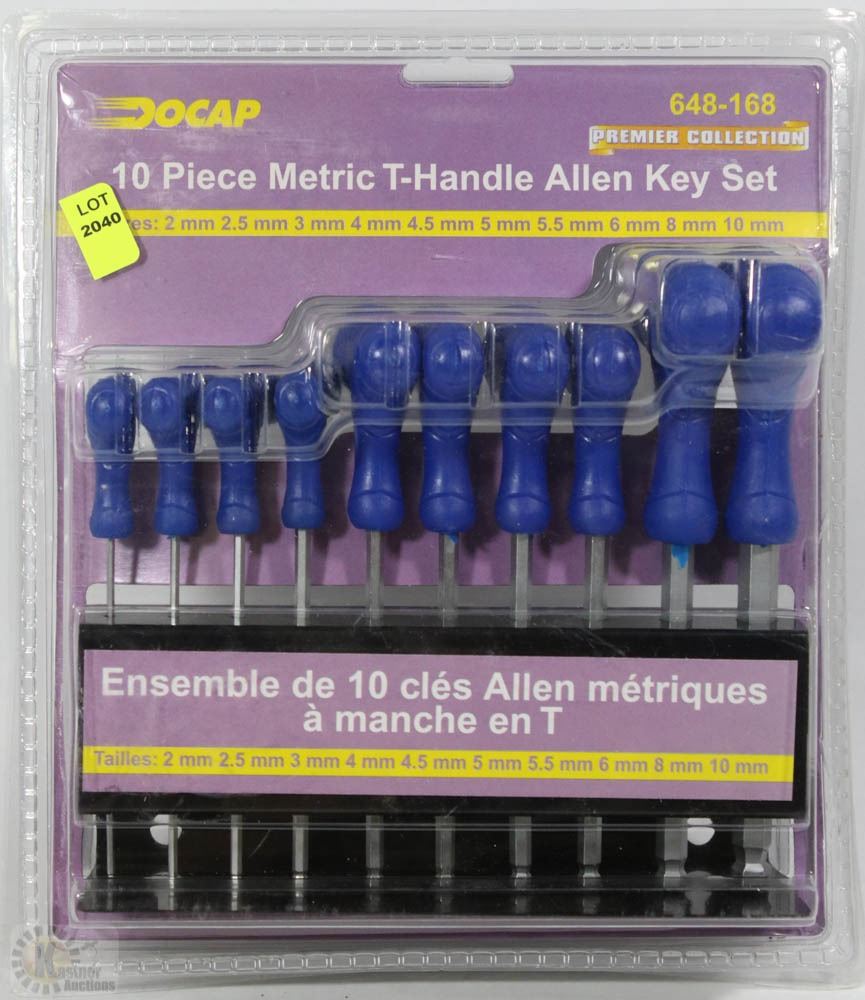 DOCAP
648-168
PREMIER COLLECTION
10 Piece Metric T-Handle Allen Key Set
LOT
2040
es: 2 mm 2.5 mm 3 mm 4 mm 4.5 mm 5 mm 5.5 mm 6 mm 8 mm 10 mm
Ensemble de 10 clés Allen métriques
à manche en T
Tailles: 2 mm 2.5 mm 3 mm 4 mm 4.5 mm 5 mm 5.5 mm 6 mm 8 mm 10 mm
Kastner
Auctions